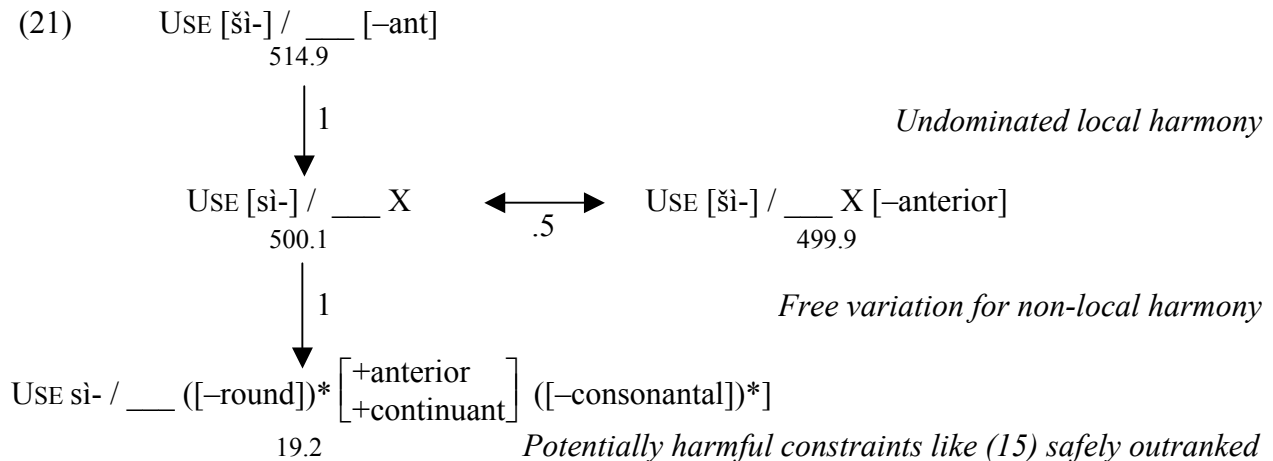 (21) USE [šì-] / ___ [–ant]
514.9
1
Undominated local harmony
USE [sì-] / ___ X .5 USE [šì-] / ___ X [–anterior]
500.1 499.9
1
Free variation for non-local harmony
USE sì- / ___ ([–round])* [+anterior +continuant] ([–consonantal])*]
19.2 Potentially harmful constraints like (15) safely outranked